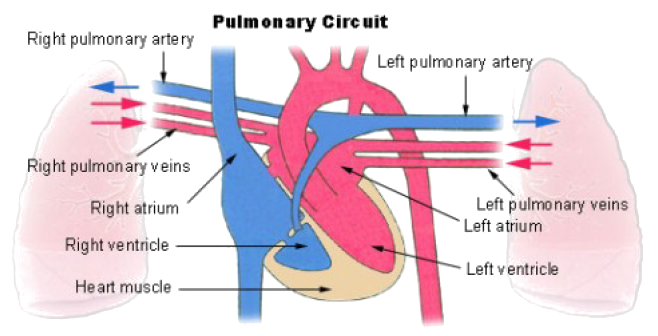 Pulmonary Circuit
Right pulmonary artery
Left pulmonary artery
Right pulmonary veins
Left pulmonary veins
Right atrium
Left atrium
Right ventricle
Left ventricle
Heart muscle